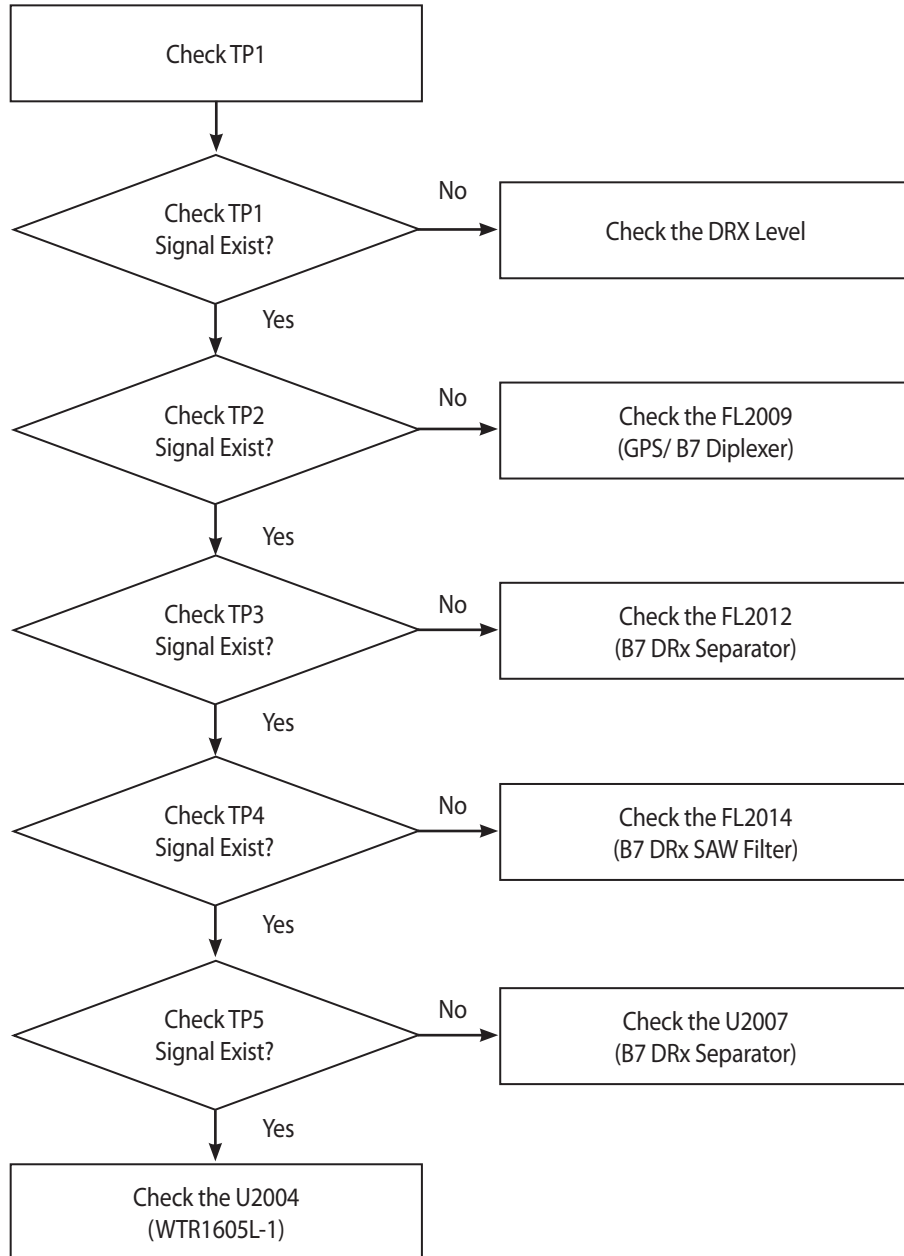 Check TP1
Check TP1
Signal Exist?
No
Check the DRX Level
Yes
Check TP2
Signal Exist?
No
Check the FL2009
(GPS/ B7 Diplexer)
Yes
Check TP3
Signal Exist?
No
Check the FL2012
(B7 DRx Separator)
Yes
Check TP4
Signal Exist?
No
Check the FL2014
(B7 DRx SAW Filter)
Yes
Check TP5
Signal Exist?
No
Check the U2007
(B7 DRx Separator)
Yes
Check the U2004
(WTR1605L-1)